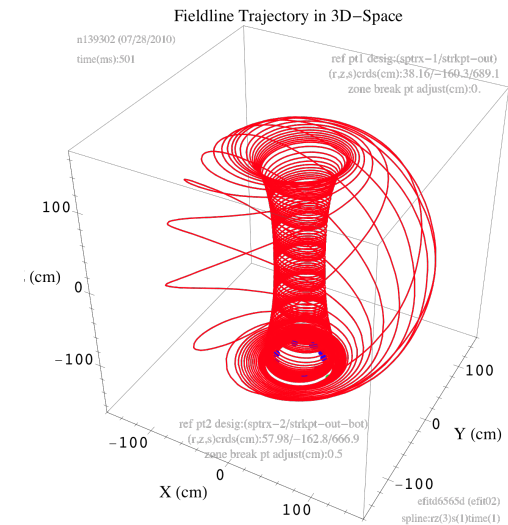 Fieldline Trajectory in 3D-Space
n139302 (07/28/2010)
time(ms):501
ref pt1 desig:(sptrx-1/strkpt-out)
(r,z,s)crds(cm):38.16/-160.3/689.1
zone break pt adjust(cm):0.
100
(cm)
0
-100
ref pt2 desig:(sptrx-2/strkpt-out-bot)
(r,z,s)crds(cm):57.98/-162.8/666.9
zone break pt adjust(cm):0.5
-100
0
100
X (cm)
100
0
-100
Y (cm)
efitd6565d (efit02)
spline:rz(3)s(1)time(1)